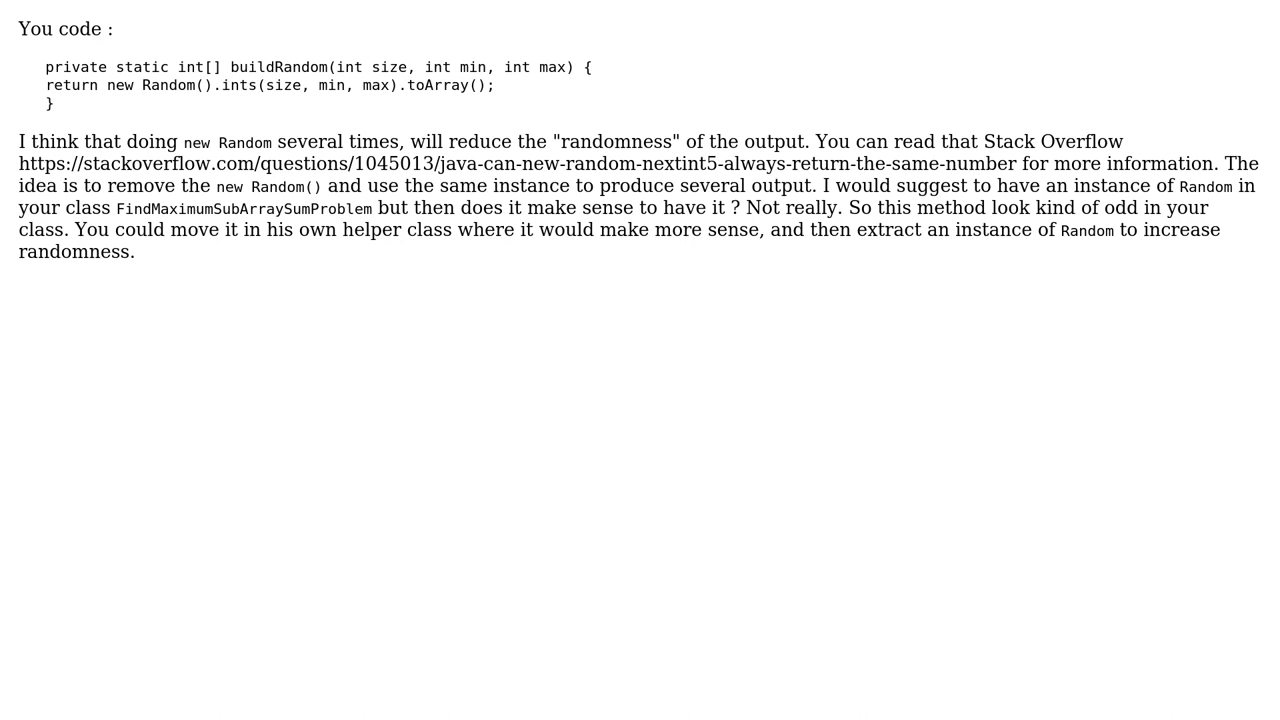 You code :
private static int[] buildRandom(int size, int min, int max) {
return new Random().ints(size, min, max).toArray();
}
I think that doing new Random several times, will reduce the "randomness" of the output. You can read that Stack Overflow
https://stackoverflow.com/questions/1045013/java-can-new-random-nextint5-always-return-the-same-number for more information. The
idea is to remove the new Random() and use the same instance to produce several output. I would suggest to have an instance of Random in
your class FindMaximumSubArraySumProblem but then does it make sense to have it ? Not really. So this method look kind of odd in your
class. You could move it in his own helper class where it would make more sense, and then extract an instance of Random to increase
randomness.